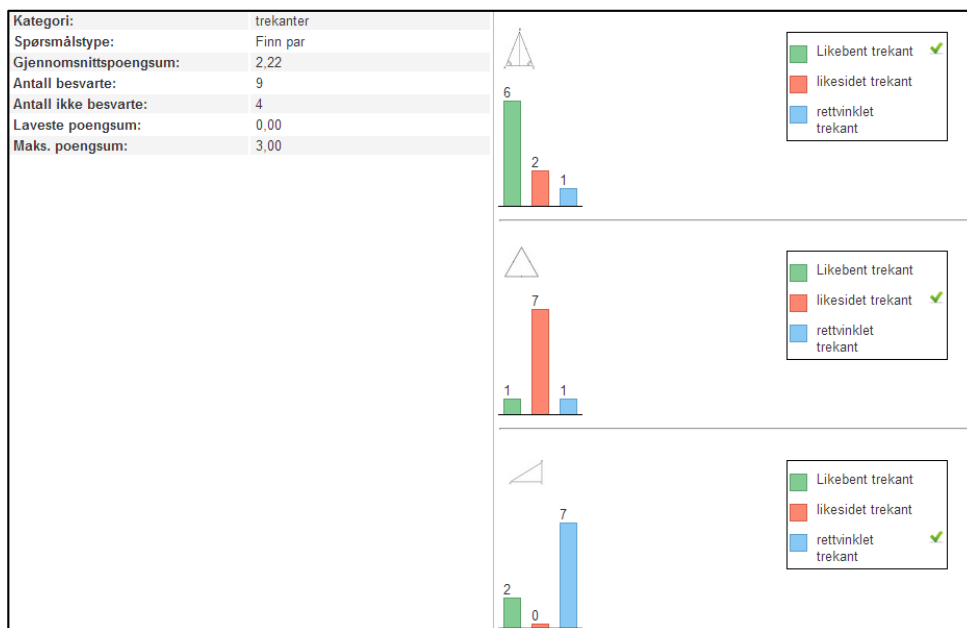 Kategori: trekanter
Spørsmålstype: Finn par
Gjennomsnittspoengsum: 2,22
Antall besvarte: 9
Antall ikke besvarte: 4
Laveste poengsum: 0,00
Maks. poengsum: 3,00
6
2
1
Likebent trekant
likesidet trekant
rettvinklet
trekant
1
7
1
Likebent trekant
likesidet trekant
rettvinklet
trekant
2
0
7
Likebent trekant
likesidet trekant
rettvinklet
trekant